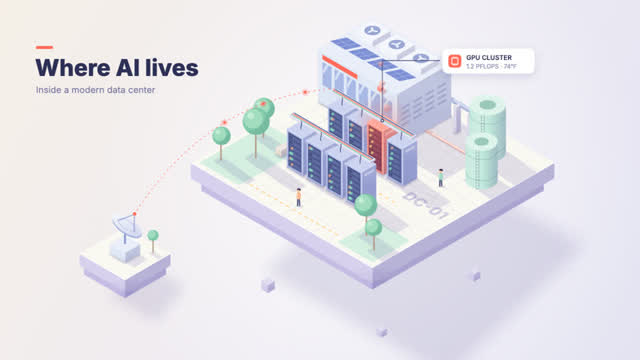 Where AI lives
Inside a modern data center
GPU CLUSTER
1.2 PFLOPS · 74°F
DC-01